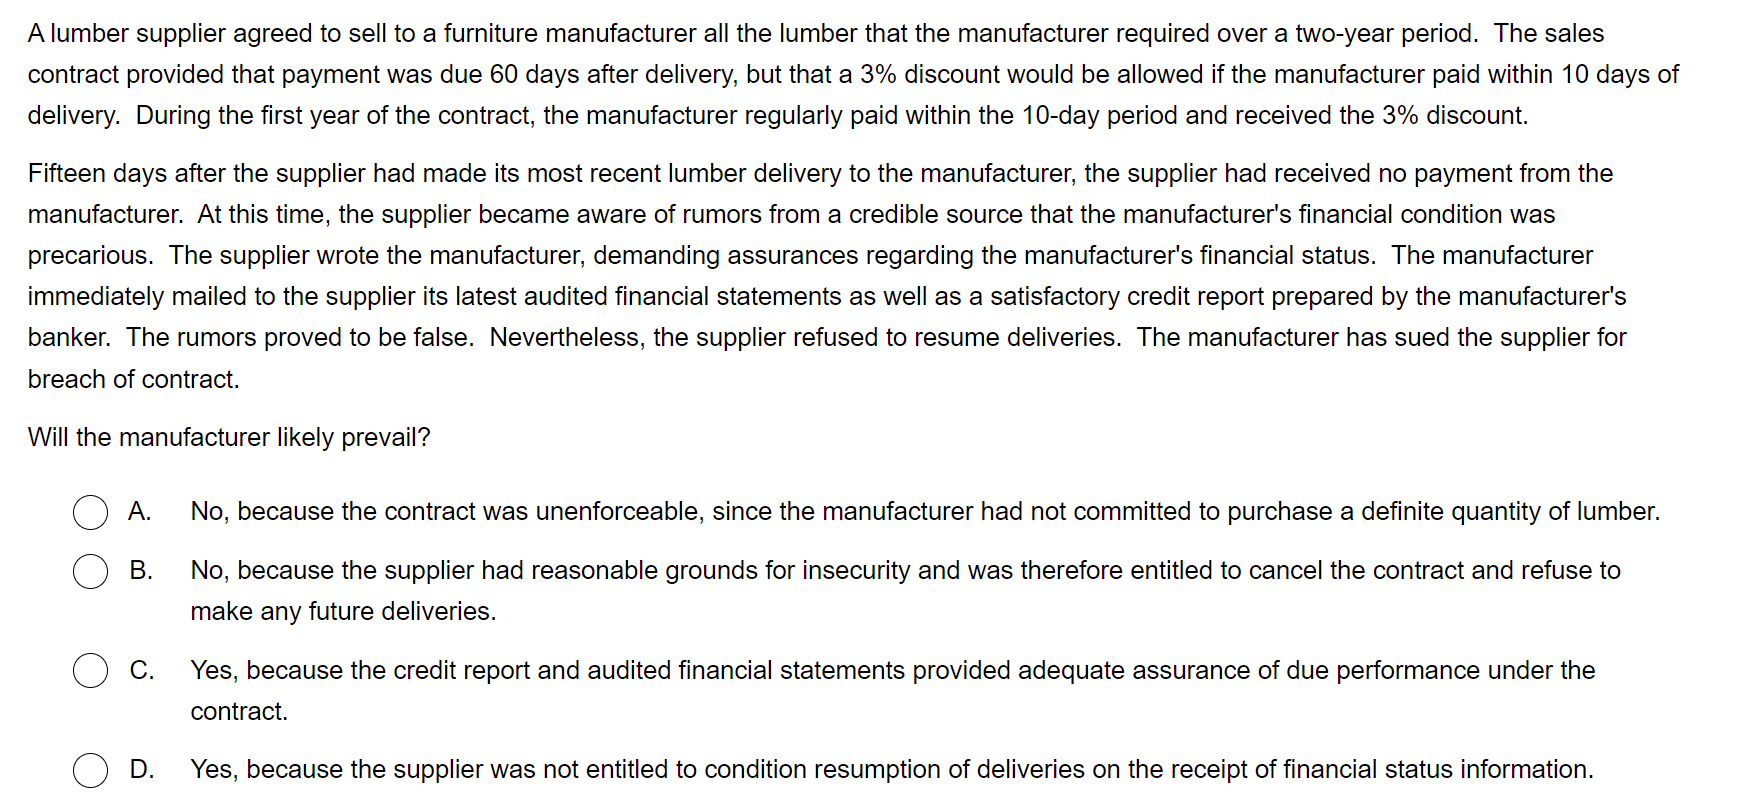 A lumber supplier agreed to sell to a furniture manufacturer all the lumber that the manufacturer required over a two-year period.  The sales
contract provided that payment was due 60 days after delivery, but that a 3% discount would be allowed if the manufacturer paid within 10 days of
delivery.  During the first year of the contract, the manufacturer regularly paid within the 10-day period and received the 3% discount.
Fifteen days after the supplier had made its most recent lumber delivery to the manufacturer, the supplier had received no payment from the
manufacturer.  At this time, the supplier became aware of rumors from a credible source that the manufacturer's financial condition was
precarious.  The supplier wrote the manufacturer, demanding assurances regarding the manufacturer's financial status.  The manufacturer
immediately mailed to the supplier its latest audited financial statements as well as a satisfactory credit report prepared by the manufacturer's
banker.  The rumors proved to be false.  Nevertheless, the supplier refused to resume deliveries.  The manufacturer has sued the supplier for
breach of contract.
Will the manufacturer likely prevail?
A. No, because the contract was unenforceable, since the manufacturer had not committed to purchase a definite quantity of lumber.
B. No, because the supplier had reasonable grounds for insecurity and was therefore entitled to cancel the contract and refuse to
make any future deliveries.
C. Yes, because the credit report and audited financial statements provided adequate assurance of due performance under the
contract.
D. Yes, because the supplier was not entitled to condition resumption of deliveries on the receipt of financial status information.